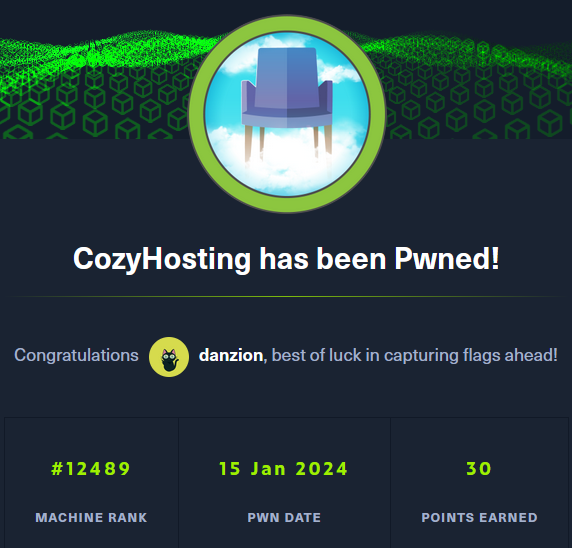 CozyHosting has been Pwned!
Congratulations danzion, best of luck in capturing flags ahead!
#12489 15 Jan 2024 30
MACHINE RANK PWN DATE POINTS EARNED